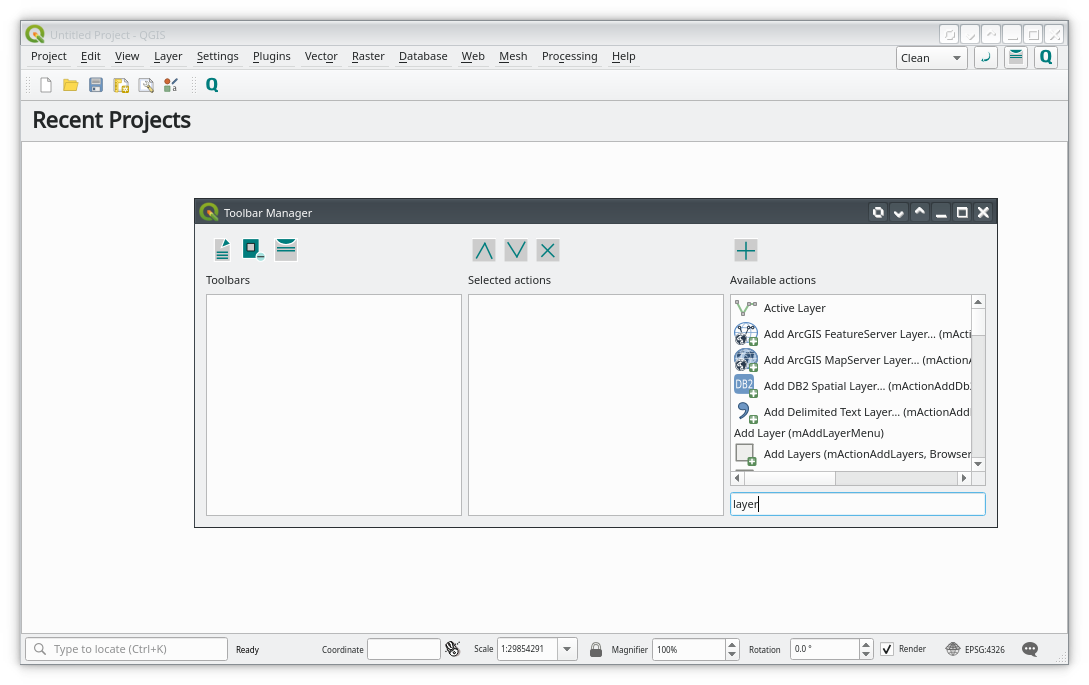 Untitled Project - QGIS
Project Edit View Layer Settings Plugins Vector Raster Database Web Mesh Processing Help Clean Q
a Q
Recent Projects
Toolbar Manager
Toolbars Selected actions Available actions
Active Layer
Add ArcGIS FeatureServer Layer... (mActi
Add ArcGIS MapServer Layer... (mActionA
DB2 Add DB2 Spatial Layer... (mActionAddDb
Add Delimited Text Layer... (mActionAdd
Add Layer (mAddLayerMenu)
Add Layers (mActionAddLayers, Browser
layer
Type to locate (Ctrl+K) Ready Coordinate Scale 1:29854291 Magnifier 100% Rotation 0.0 ° Render EPSG:4326